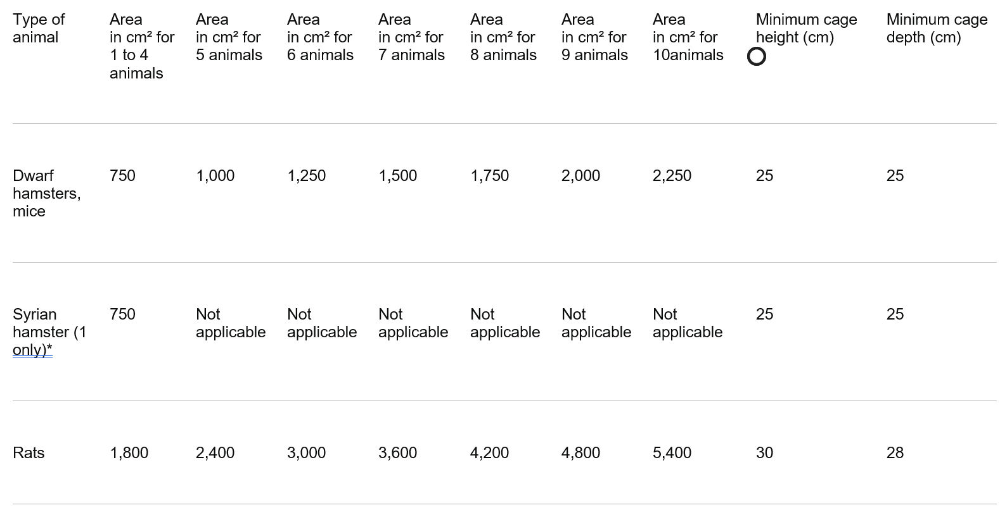 Type of animal
Area in cm² for 1 to 4 animals
Area in cm² for 5 animals
Area in cm² for 6 animals
Area in cm² for 7 animals
Area in cm² for 8 animals
Area in cm² for 9 animals
Area in cm² for 10animals
Minimum cage height (cm)
Minimum cage depth (cm)
Dwarf hamsters, mice
750
1,000
1,250
1,500
1,750
2,000
2,250
25
25
Syrian hamster (1 only)*
750
Not applicable
Not applicable
Not applicable
Not applicable
Not applicable
Not applicable
25
25
Rats
1,800
2,400
3,000
3,600
4,200
4,800
5,400
30
28